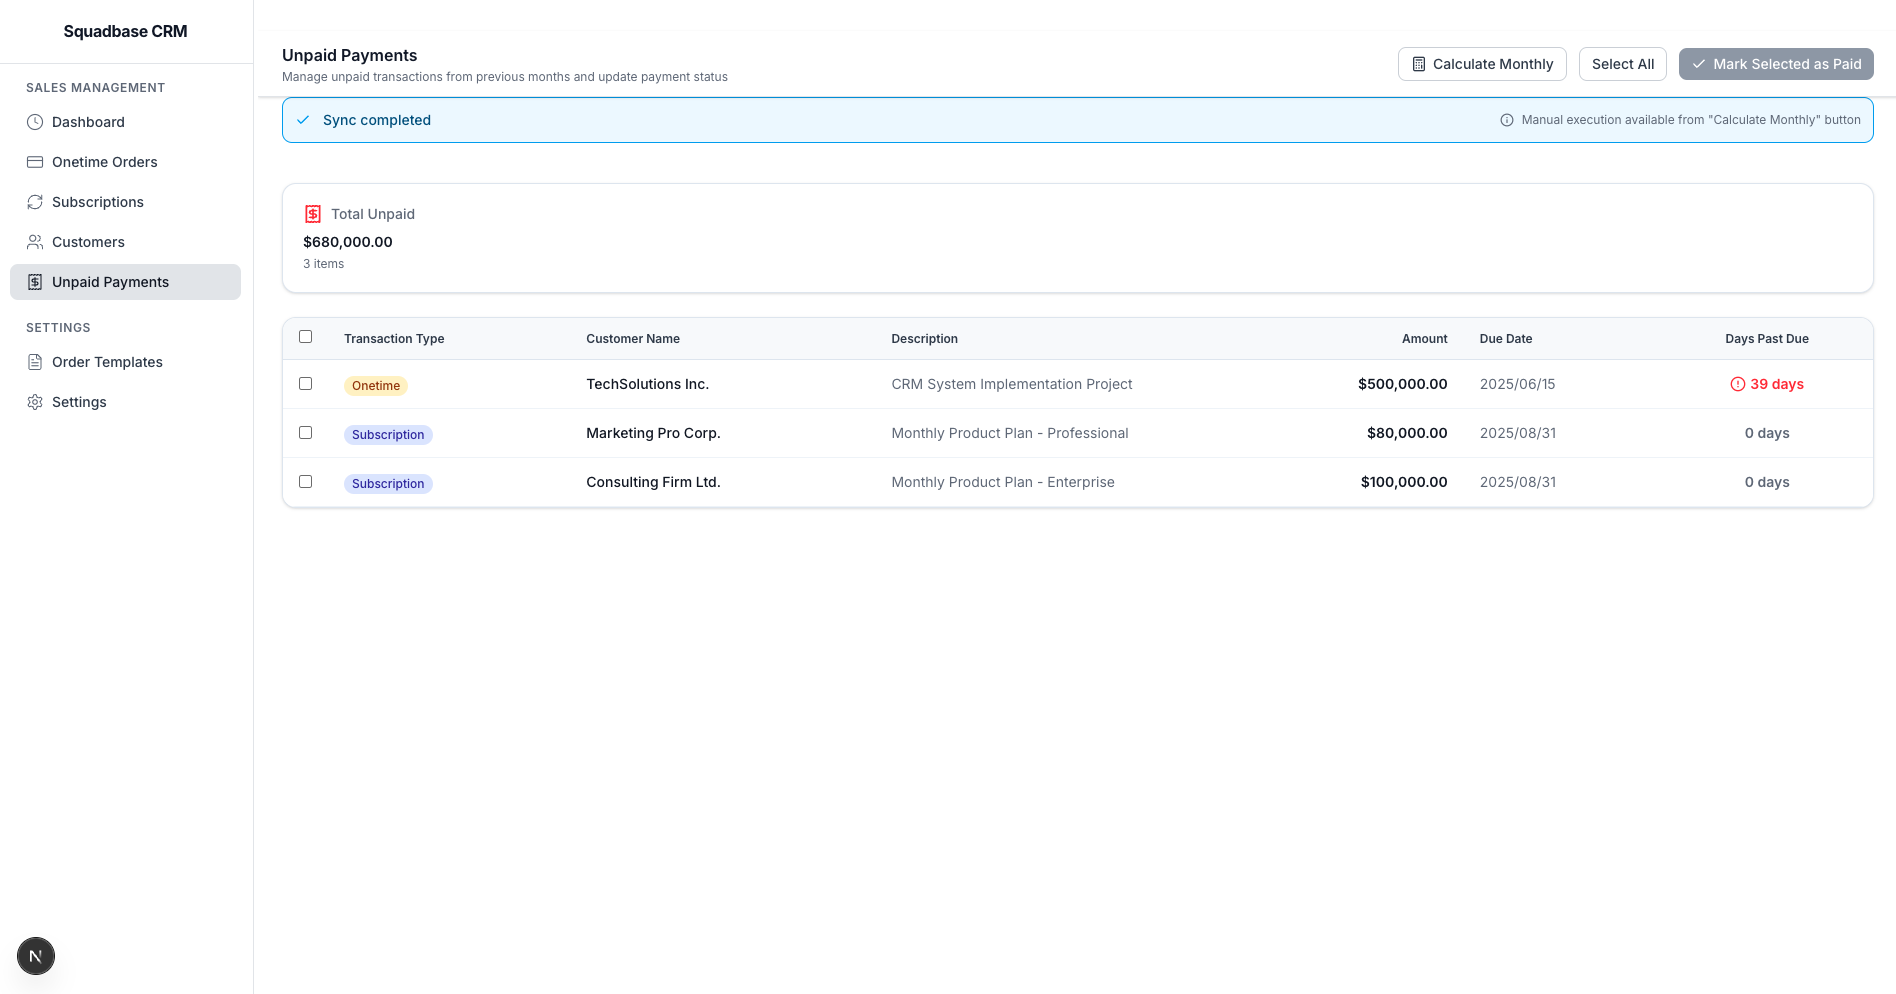 Squadbase CRM
SALES MANAGEMENT
Dashboard
Onetime Orders
Subscriptions
Customers
Unpaid Payments
SETTINGS
Order Templates
Settings
N
Unpaid Payments
Manage unpaid transactions from previous months and update payment status
Calculate Monthly
Select All
Mark Selected as Paid
Sync completed
Manual execution available from "Calculate Monthly" button
Total Unpaid
$680,000.00
3 items
Transaction Type Customer Name Description Amount Due Date Days Past Due
Onetime TechSolutions Inc. CRM System Implementation Project $500,000.00 2025/06/15 39 days
Subscription Marketing Pro Corp. Monthly Product Plan - Professional $80,000.00 2025/08/31 0 days
Subscription Consulting Firm Ltd. Monthly Product Plan - Enterprise $100,000.00 2025/08/31 0 days